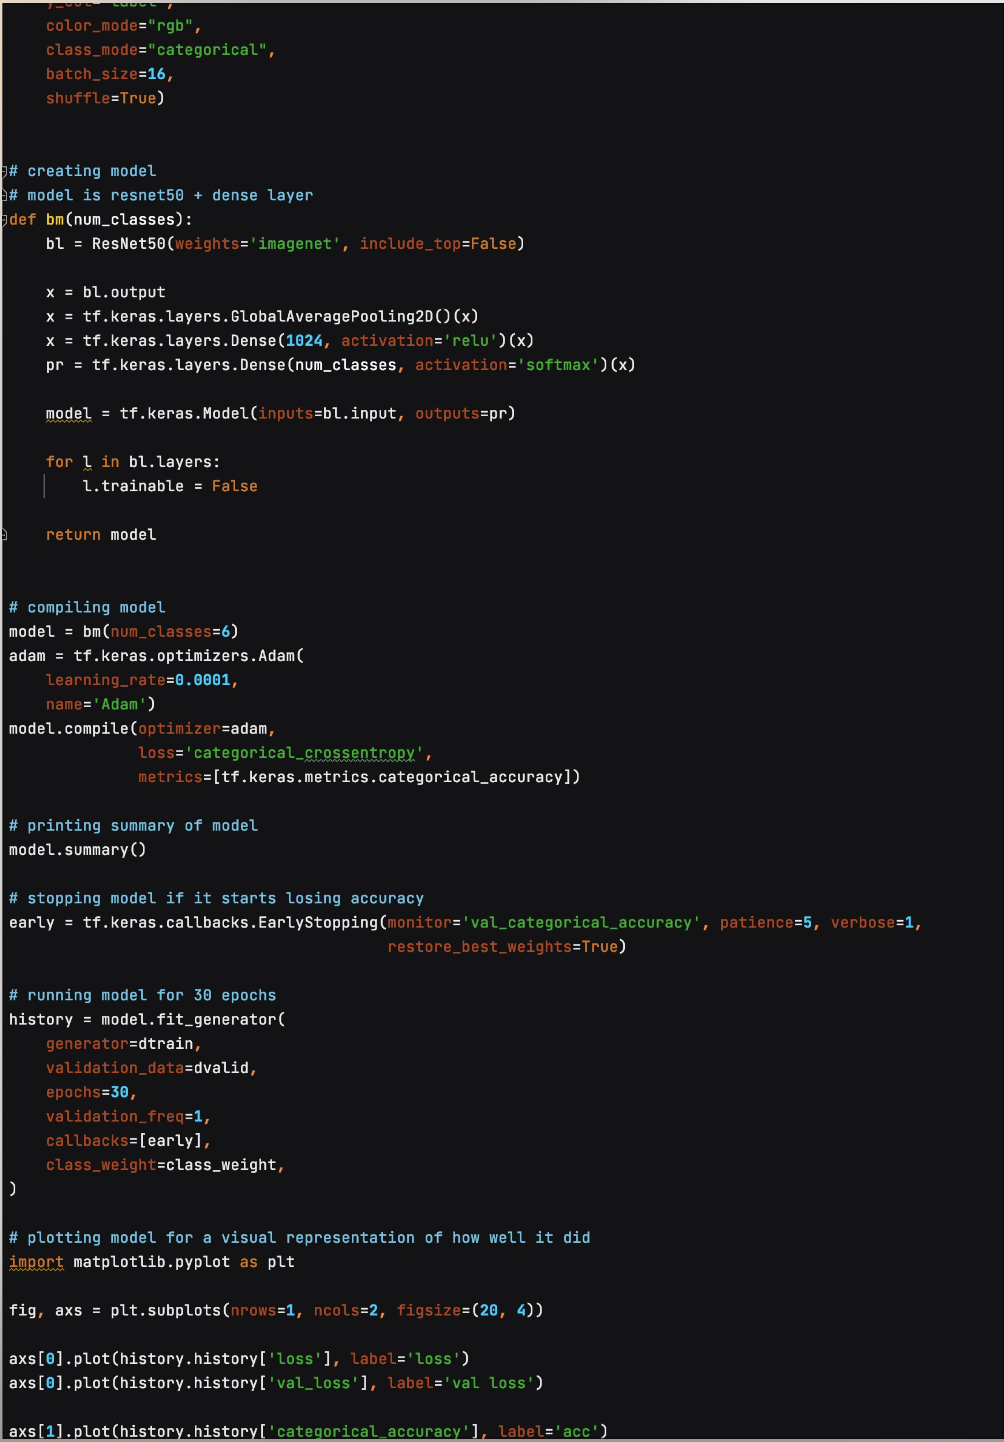 y_col="label",
color_mode="rgb",
class_mode="categorical",
batch_size=16,
shuffle=True)
# creating model
# model is resnet50 + dense layer
def bm(num_classes):
bl = ResNet50(weights='imagenet', include_top=False)
x = bl.output
x = tf.keras.layers.GlobalAveragePooling2D()(x)
x = tf.keras.layers.Dense(1024, activation='relu')(x)
pr = tf.keras.layers.Dense(num_classes, activation='softmax')(x)
model = tf.keras.Model(inputs=bl.input, outputs=pr)
for l in bl.layers:
l.trainable = False
return model
# compiling model
model = bm(num_classes=6)
adam = tf.keras.optimizers.Adam(
learning_rate=0.0001,
name='Adam')
model.compile(optimizer=adam,
loss='categorical_crossentropy',
metrics=[tf.keras.metrics.categorical_accuracy])
# printing summary of model
model.summary()
# stopping model if it starts losing accuracy
early = tf.keras.callbacks.EarlyStopping(monitor='val_categorical_accuracy', patience=5, verbose=1,
restore_best_weights=True)
# running model for 30 epochs
history = model.fit_generator(
generator=dtrain,
validation_data=dvalid,
epochs=30,
validation_freq=1,
callbacks=[early],
class_weight=class_weight,
)
# plotting model for a visual representation of how well it did
import matplotlib.pyplot as plt
fig, axs = plt.subplots(nrows=1, ncols=2, figsize=(20, 4))
axs[0].plot(history.history['loss'], label='loss')
axs[0].plot(history.history['val_loss'], label='val loss')
axs[1].plot(history.history['categorical_accuracy'], label='acc')